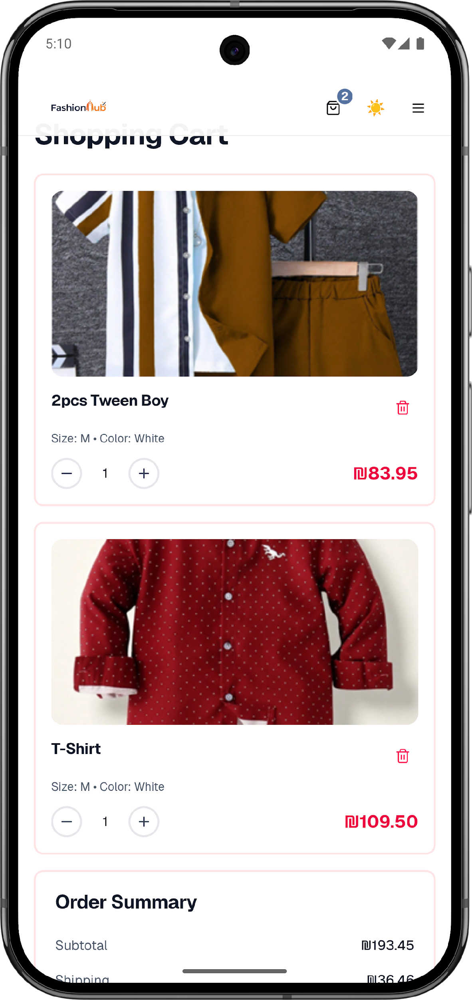 5:10
FashionHub
2
Shopping Cart
2pcs Tween Boy
Size: M • Color: White
1
₪83.95
T-Shirt
Size: M • Color: White
1
₪109.50
Order Summary
Subtotal
₪193.45
Shipping
₪36.46